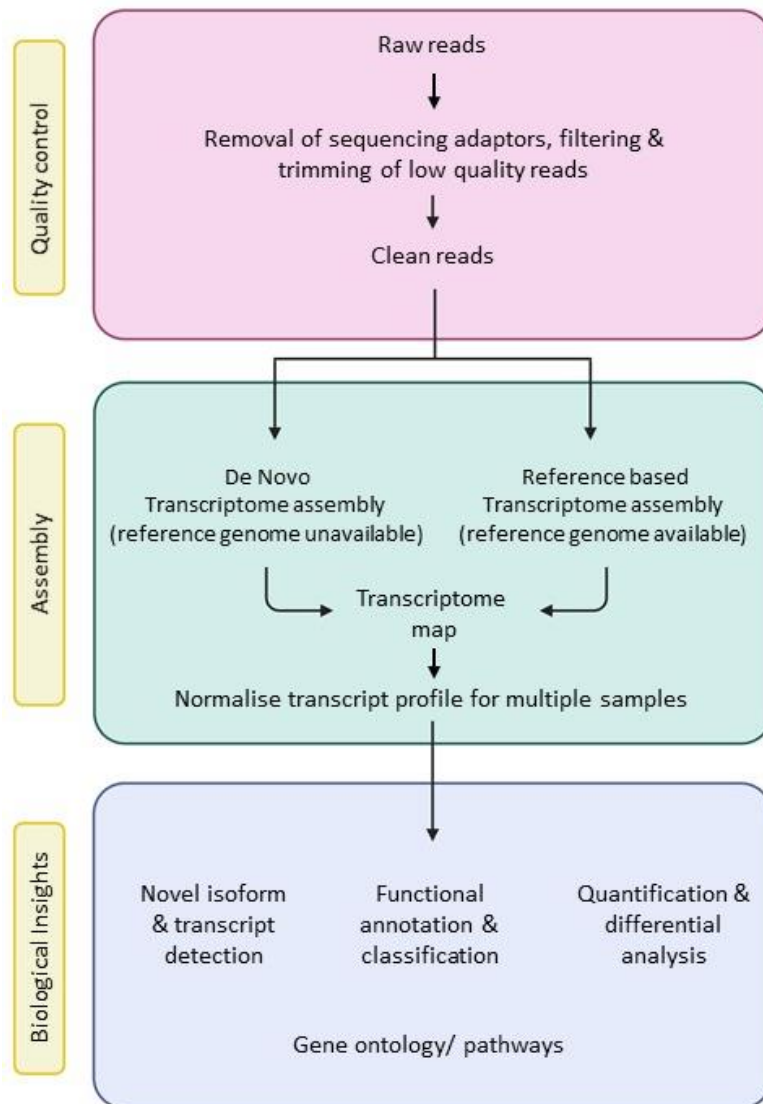 Quality control
Raw reads
Removal of sequencing adaptors, filtering &
trimming of low quality reads
Clean reads
Assembly
De Novo
Transcriptome assembly
(reference genome unavailable)
Reference based
Transcriptome assembly
(reference genome available)
Transcriptome
map
Normalise transcript profile for multiple samples
Biological Insights
Novel isoform
& transcript
detection
Functional
annotation &
classification
Quantification &
differential
analysis
Gene ontology/ pathways